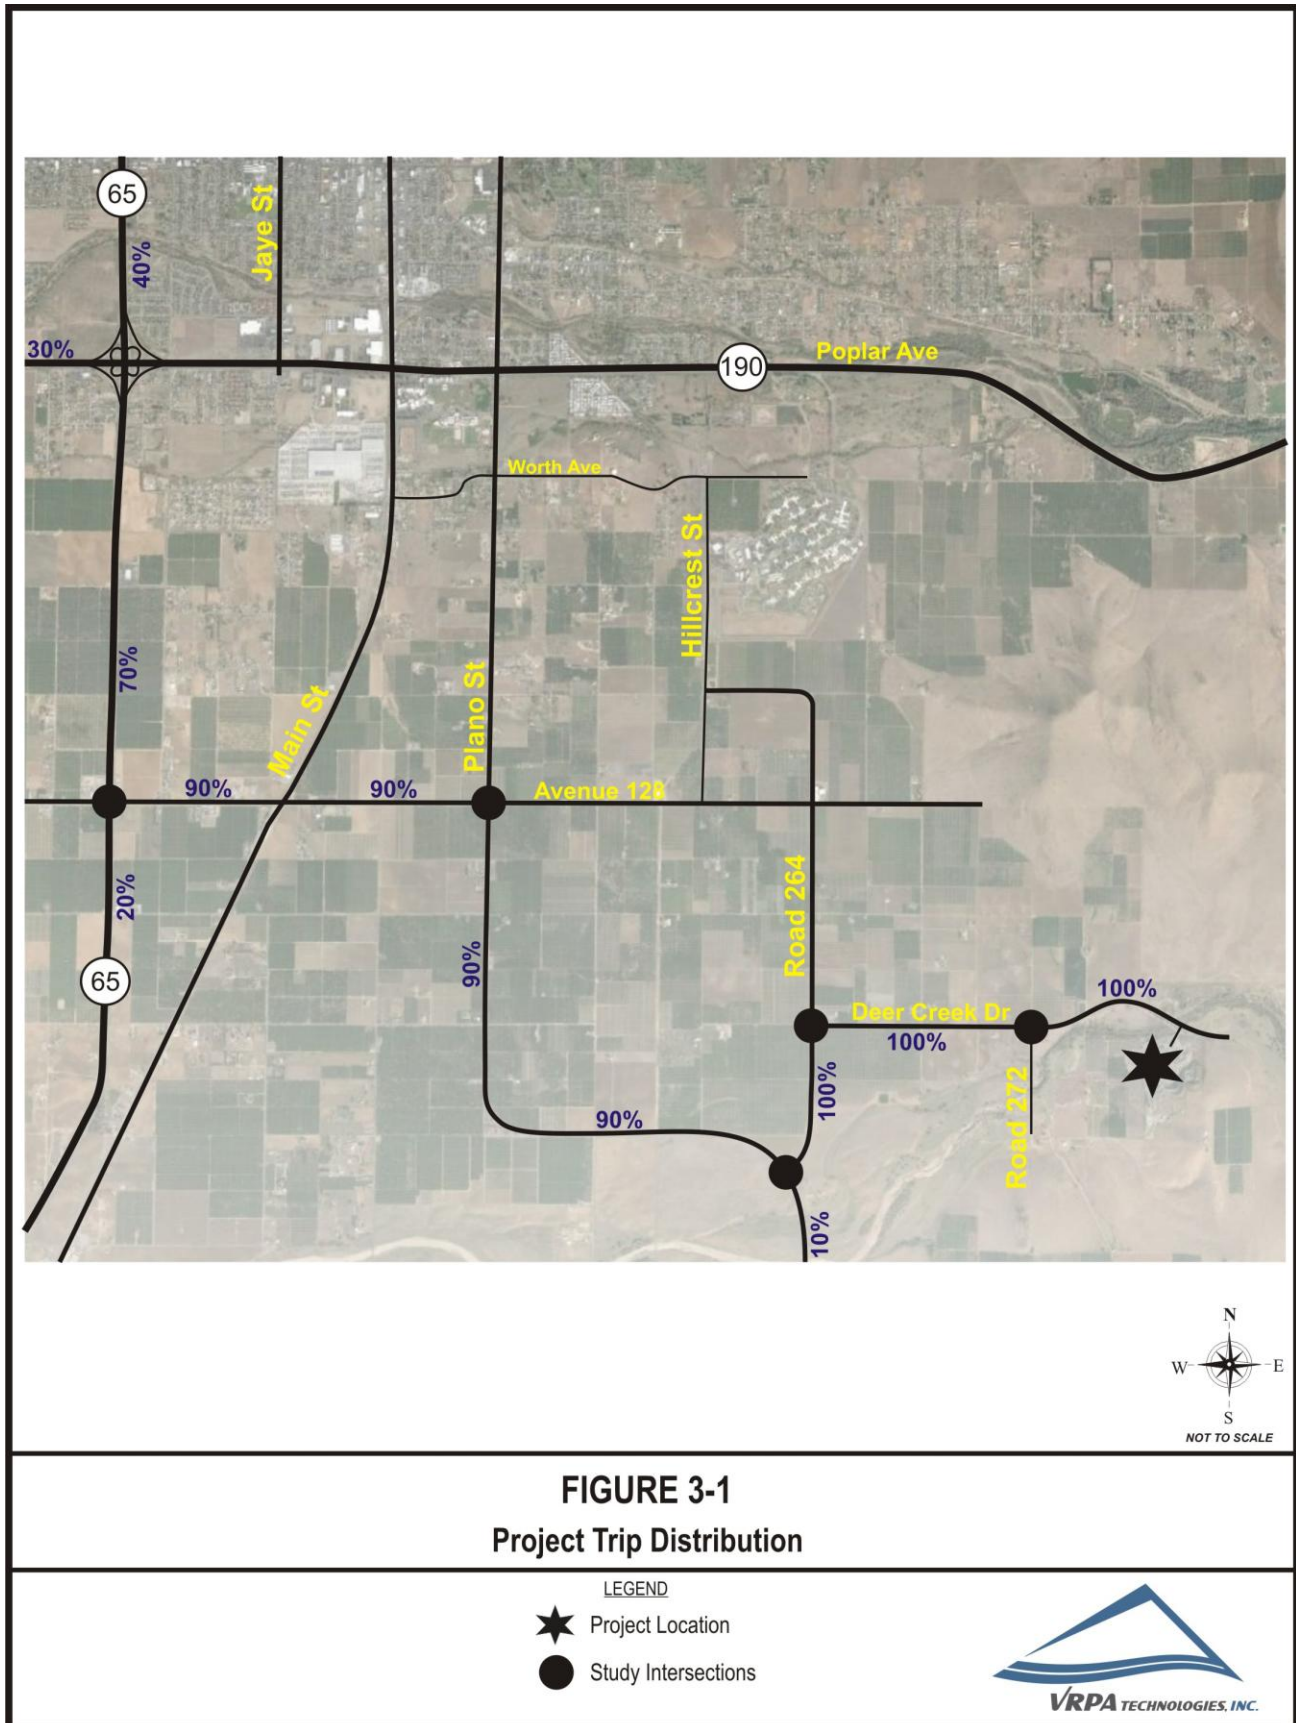 65
Jaye St
40%
30%
Poplar Ave
190
Worth Ave
Hillcrest St
70%
Main St
Plano St
90%
90%
Avenue 128
20%
Road 264
90%
65
100%
Deer Creek Dr
100%
100%
Road 272
90%
10%
N
W
E
S
NOT TO SCALE
FIGURE 3-1
Project Trip Distribution
LEGEND
Project Location
Study Intersections
VRPA TECHNOLOGIES, INC.